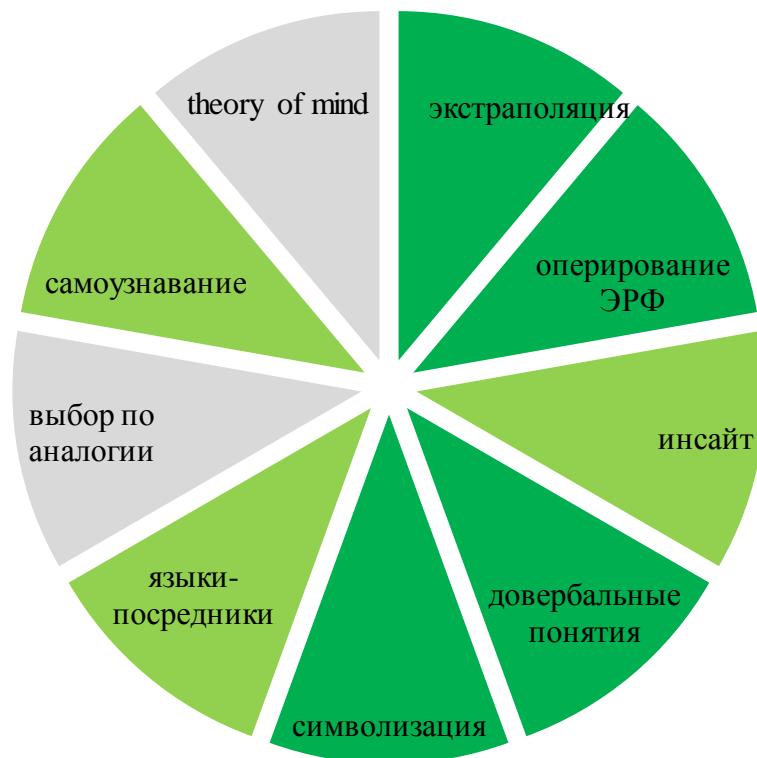 theory of mind
экстраполяция
оперирование
ЭРФ
самоузнавание
инсайт
выбор по
аналогии
языки-
посредники
довербальные
понятия
символизация